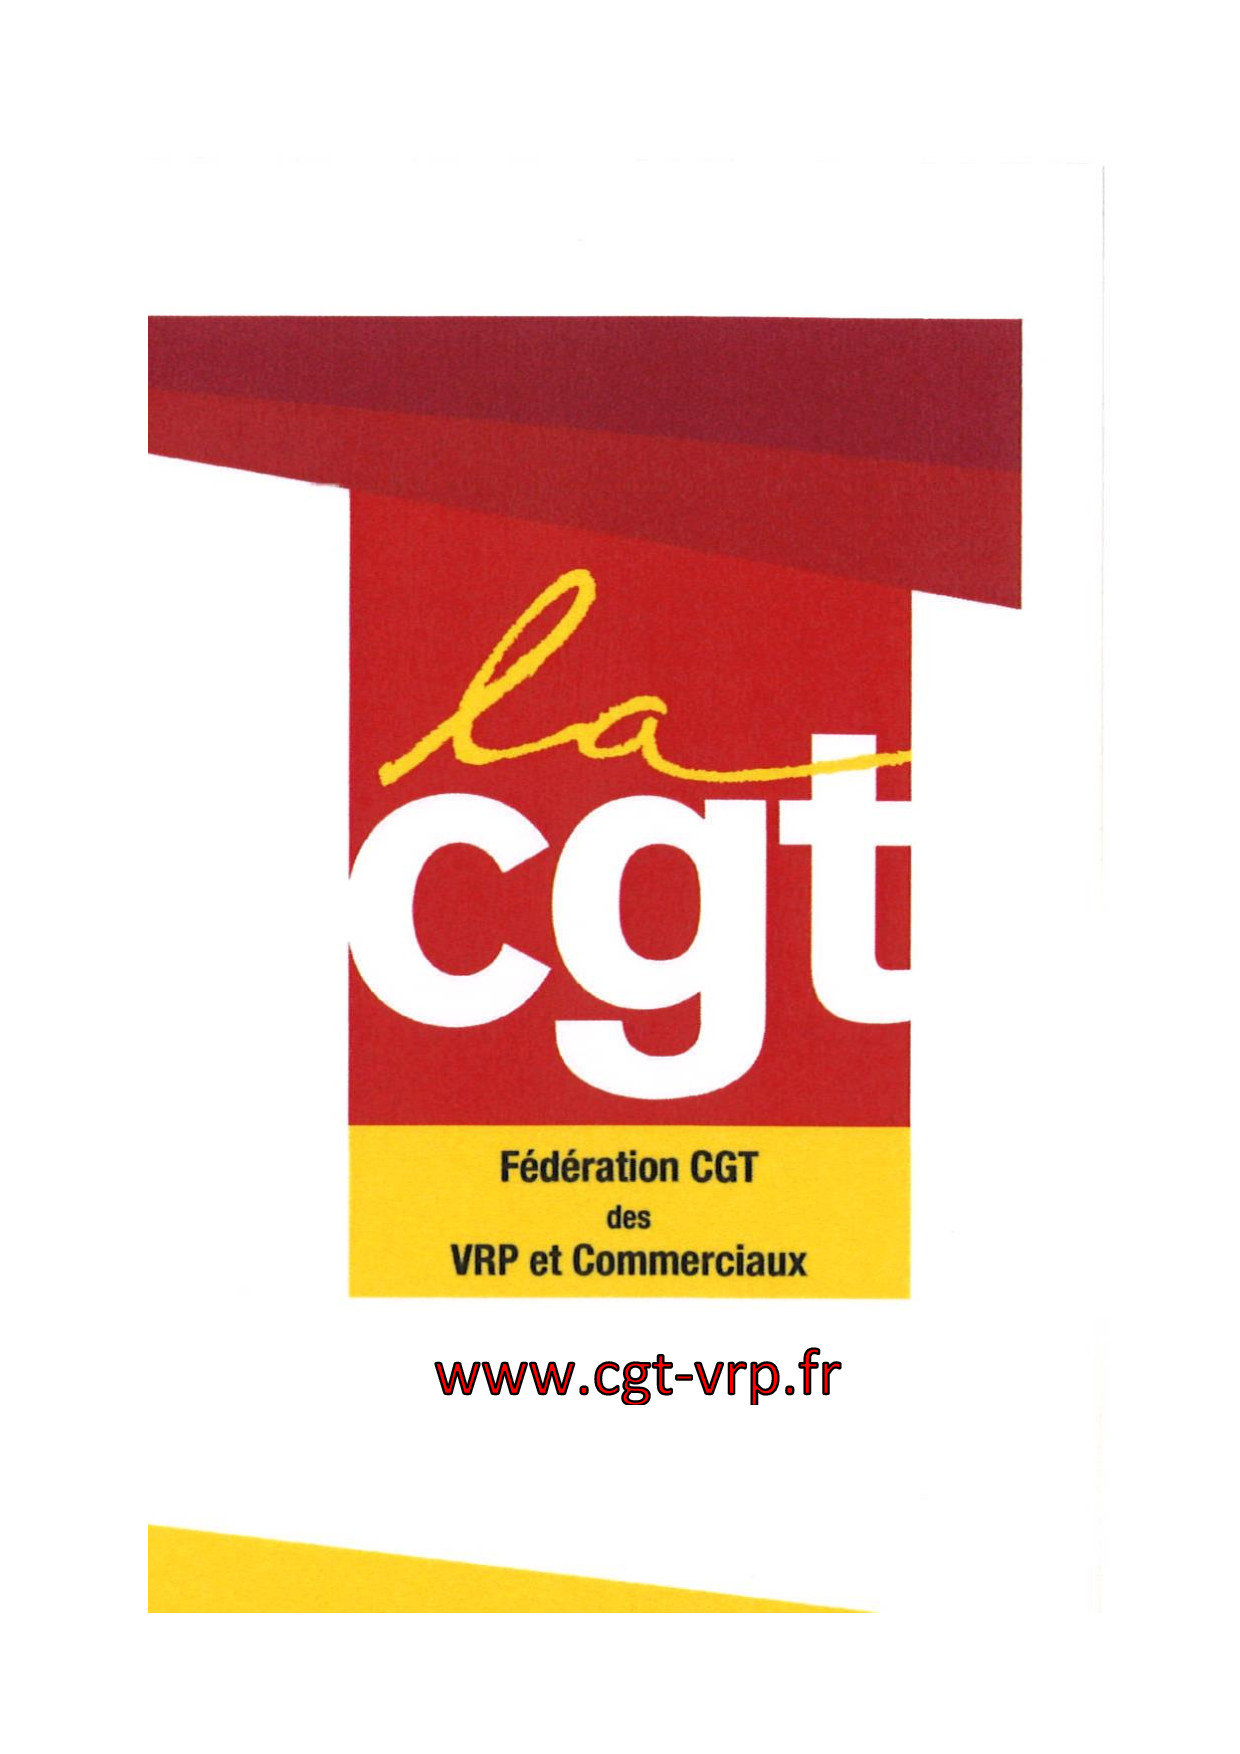 la
cgt
Fédération CGT
des
VRP et Commerciaux
www.cgt-vrp.fr